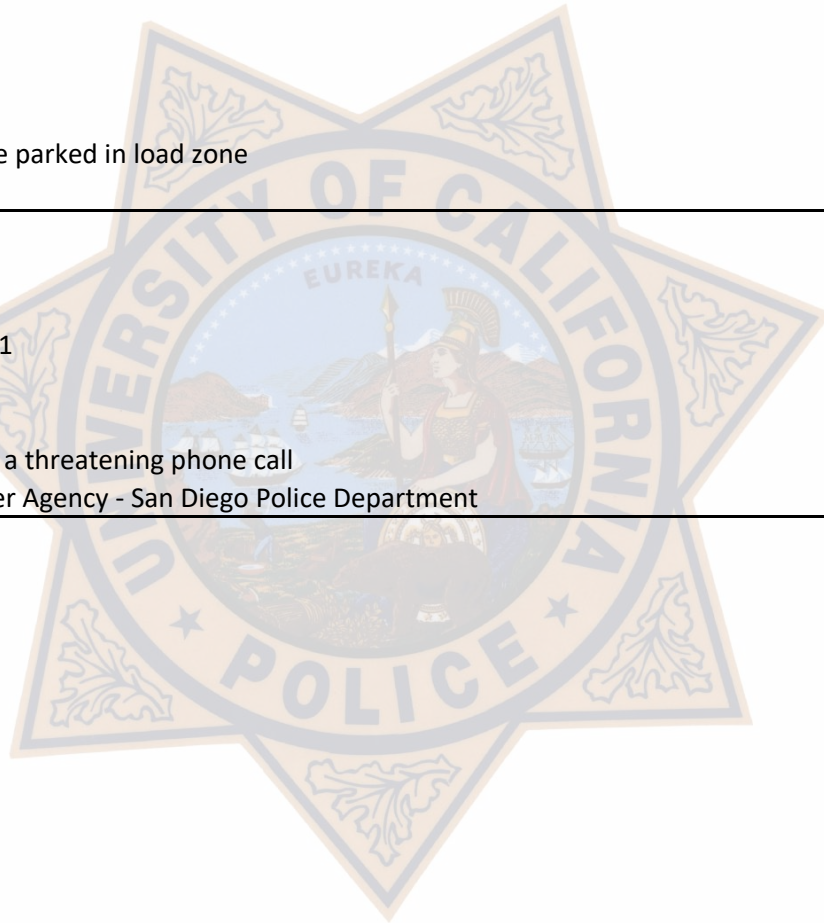 e parked in load zone
UNIVERSITY OF CALIFORNIA
EUREKA
1
a threatening phone call
er Agency - San Diego Police Department
POLICE